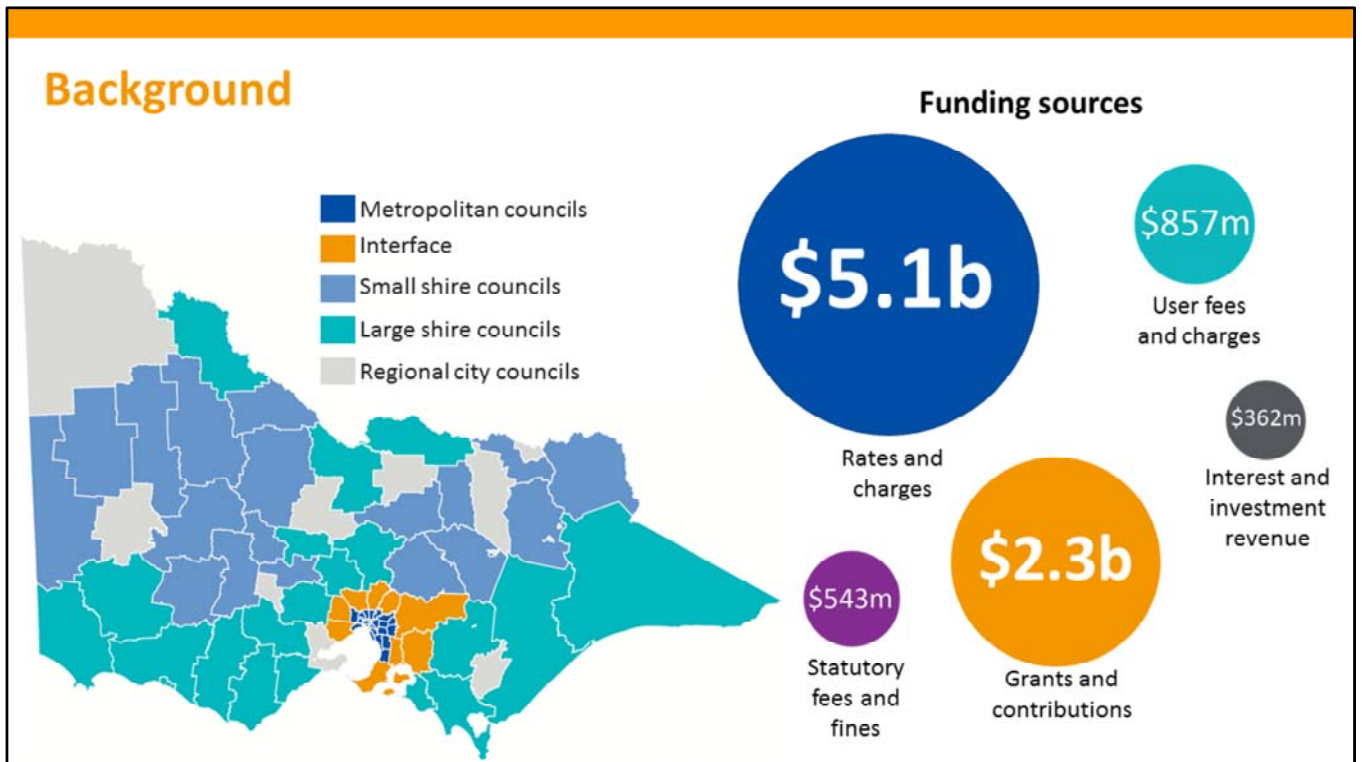 Background
Metropolitan councils
Interface
Small shire councils
Large shire councils
Regional city councils
Funding sources
$5.1b
Rates and
charges
$857m
User fees
and charges
$362m
Interest and
investment
revenue
$2.3b
Grants and
contributions
$543m
Statutory
fees and
fines